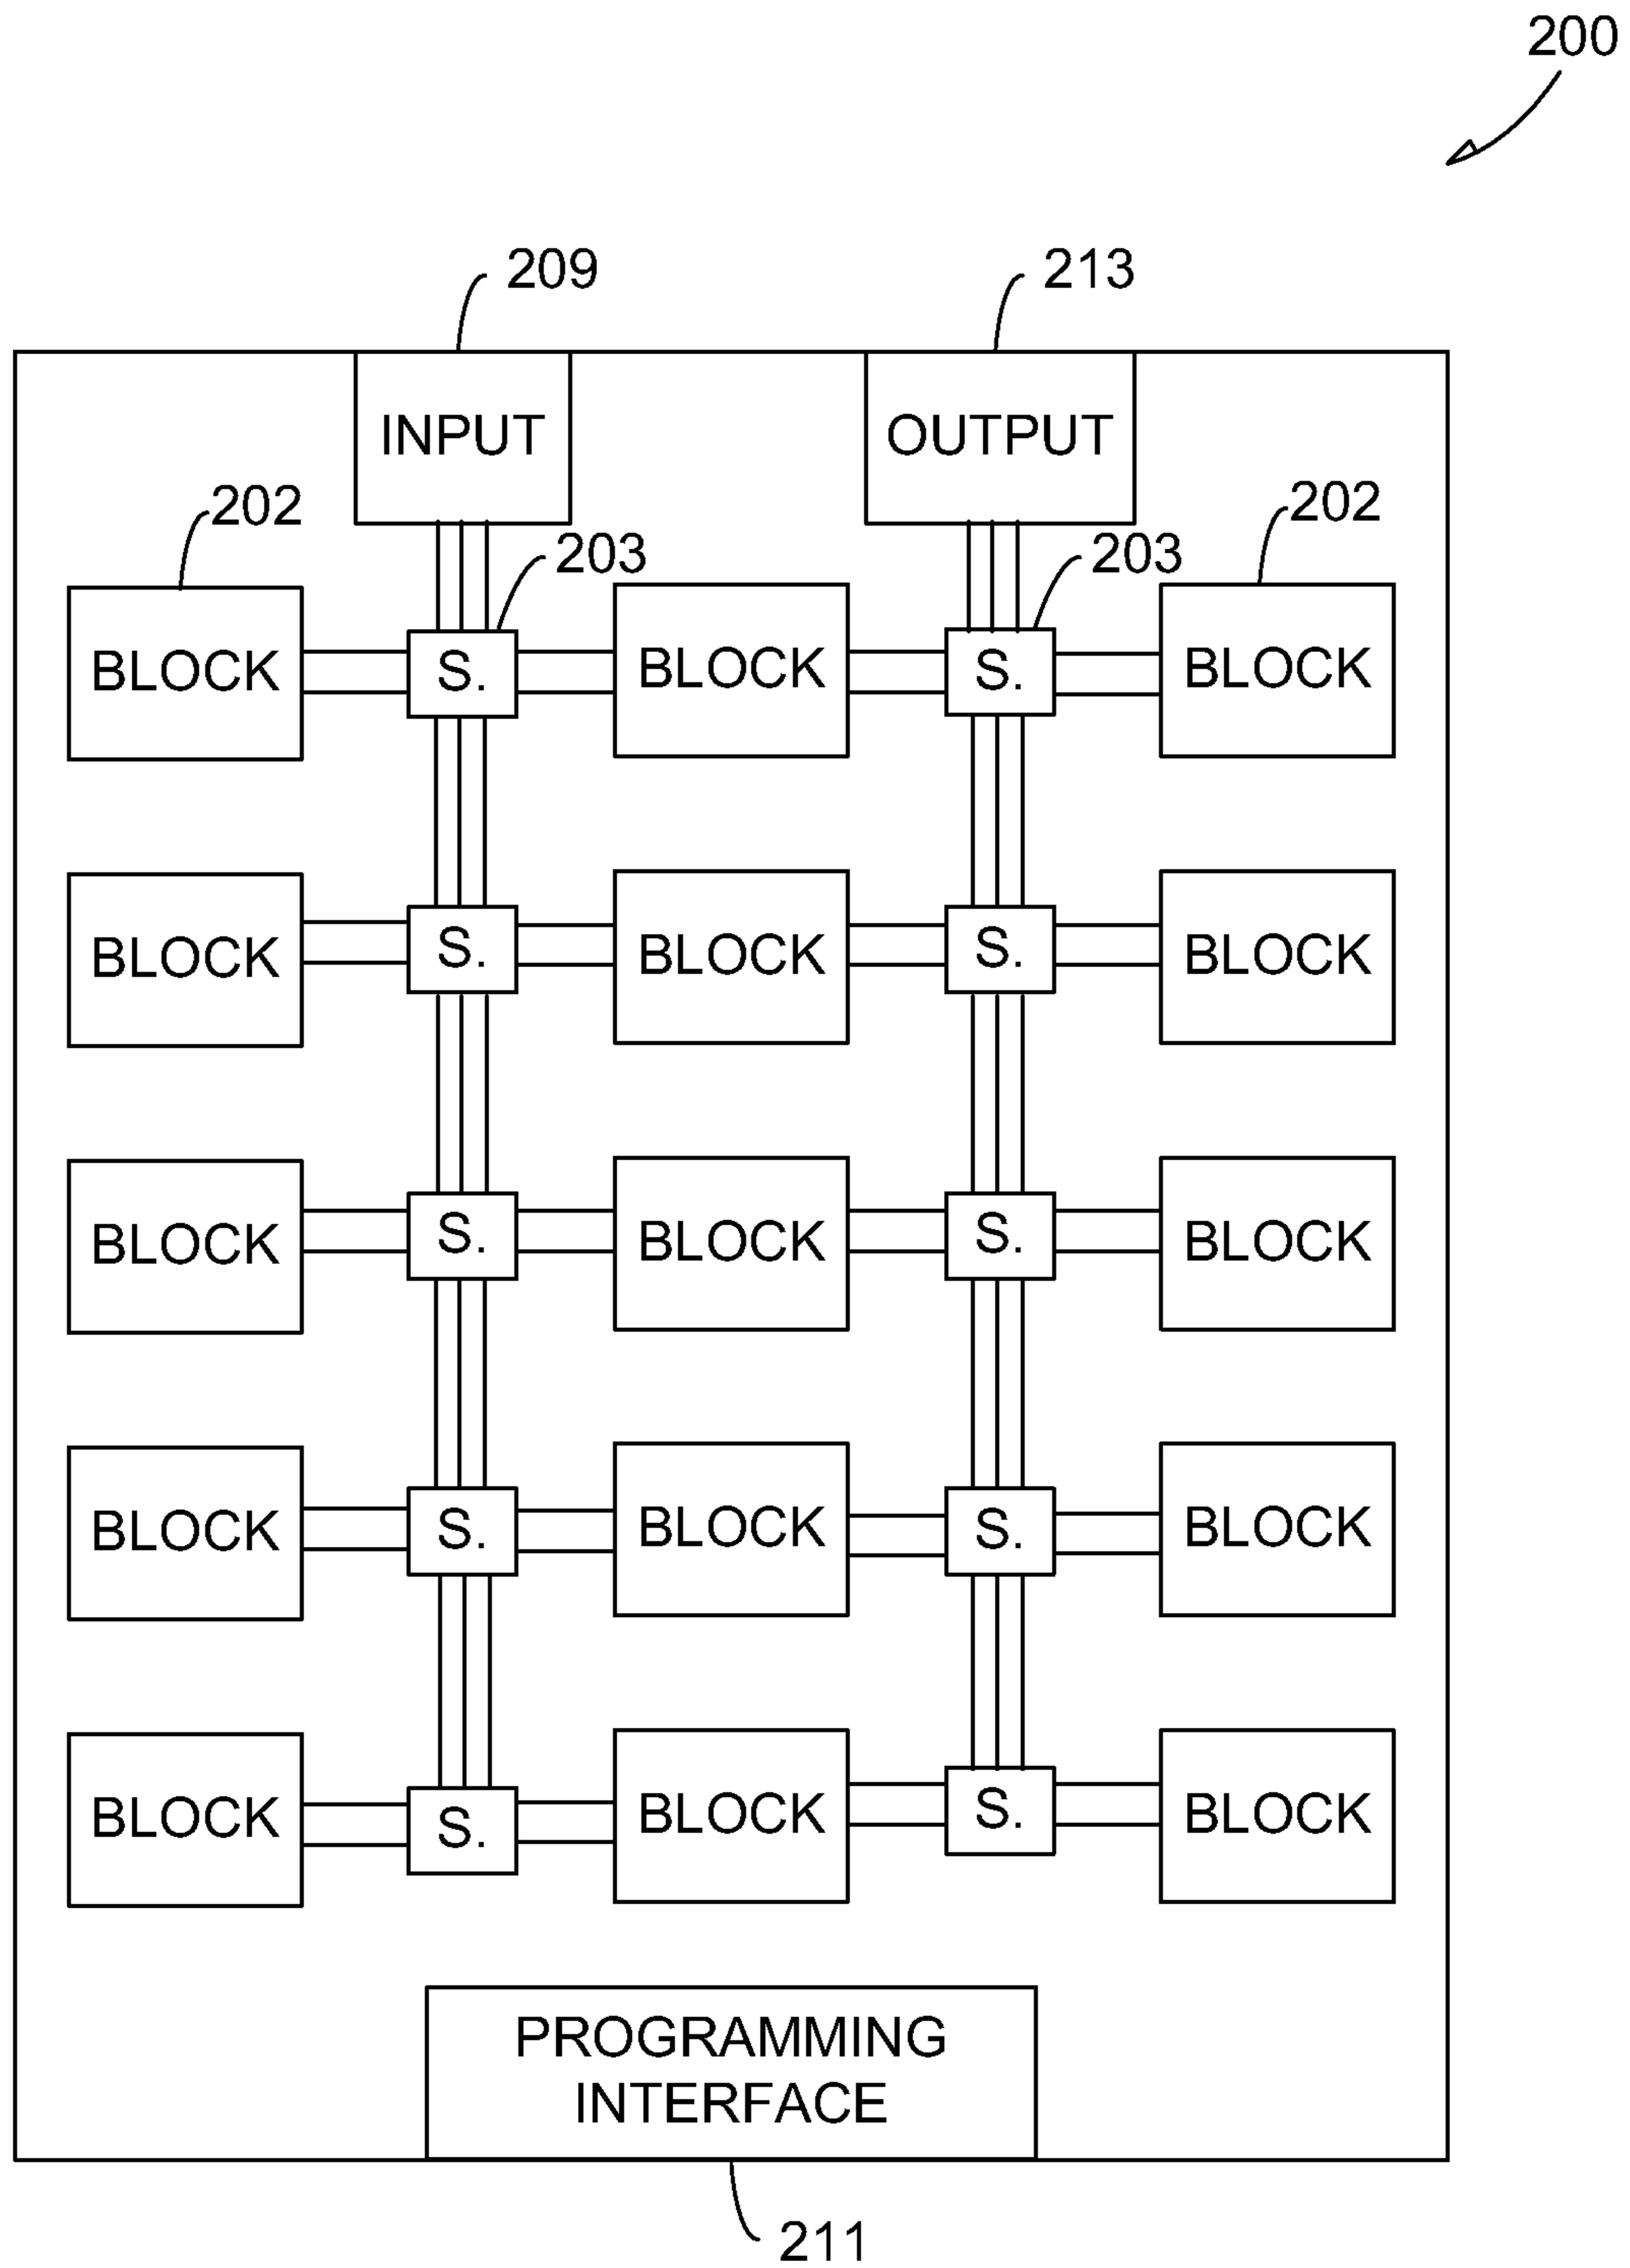 200
209
213
INPUT
OUTPUT
202
202
203
203
BLOCK S. BLOCK S. BLOCK
BLOCK S. BLOCK S. BLOCK
BLOCK S. BLOCK S. BLOCK
BLOCK S. BLOCK S. BLOCK
BLOCK S. BLOCK S. BLOCK
PROGRAMMING
INTERFACE
211